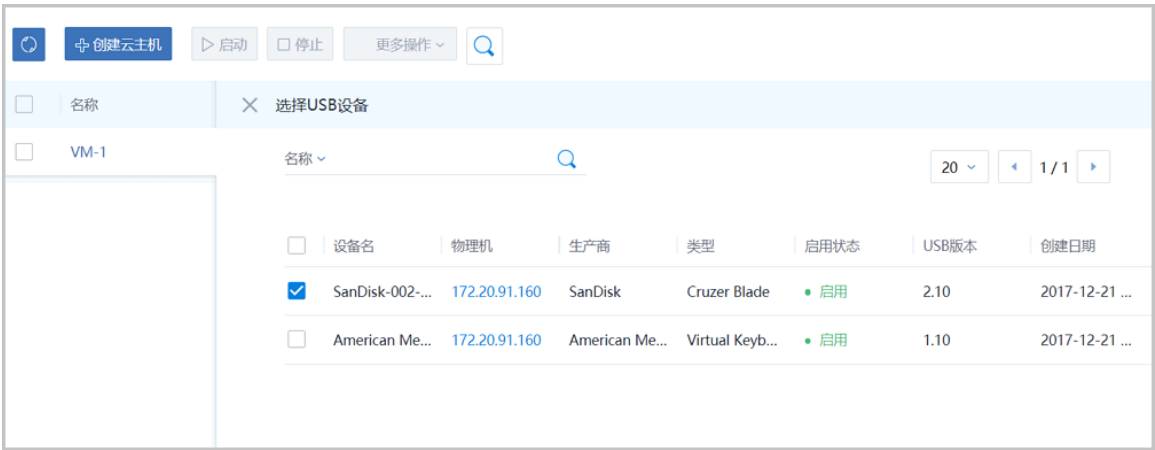 创建云主机 启动 停止 更多操作
名称 选择USB设备
VM-1 名称 20 1 / 1
设备名 物理机 生产商 类型 启用状态 USB版本 创建日期
SanDisk-002-... 172.20.91.160 SanDisk Cruzer Blade 启用 2.10 2017-12-21 ...
American Me... 172.20.91.160 American Me... Virtual Keyb... 启用 1.10 2017-12-21 ...